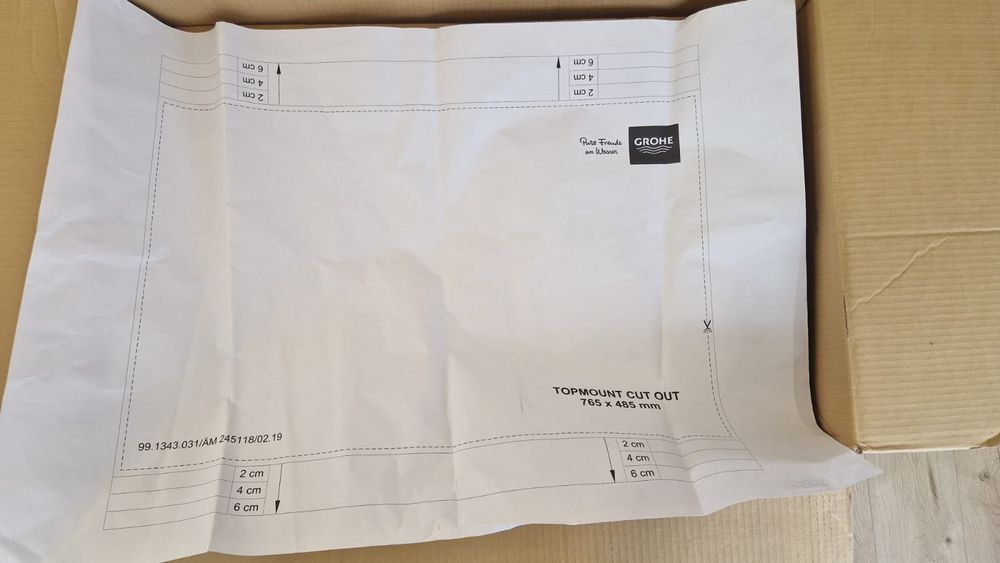 6 cm
4 cm
2 cm
6 cm
4 cm
2 cm
Pure Freude
an Wasser
GROHE
TOPMOUNT CUT OUT
765 x 485 mm
99.1343.031/ÄM 245118/02.19
2 cm
4 cm
6 cm
2 cm
4 cm
6 cm